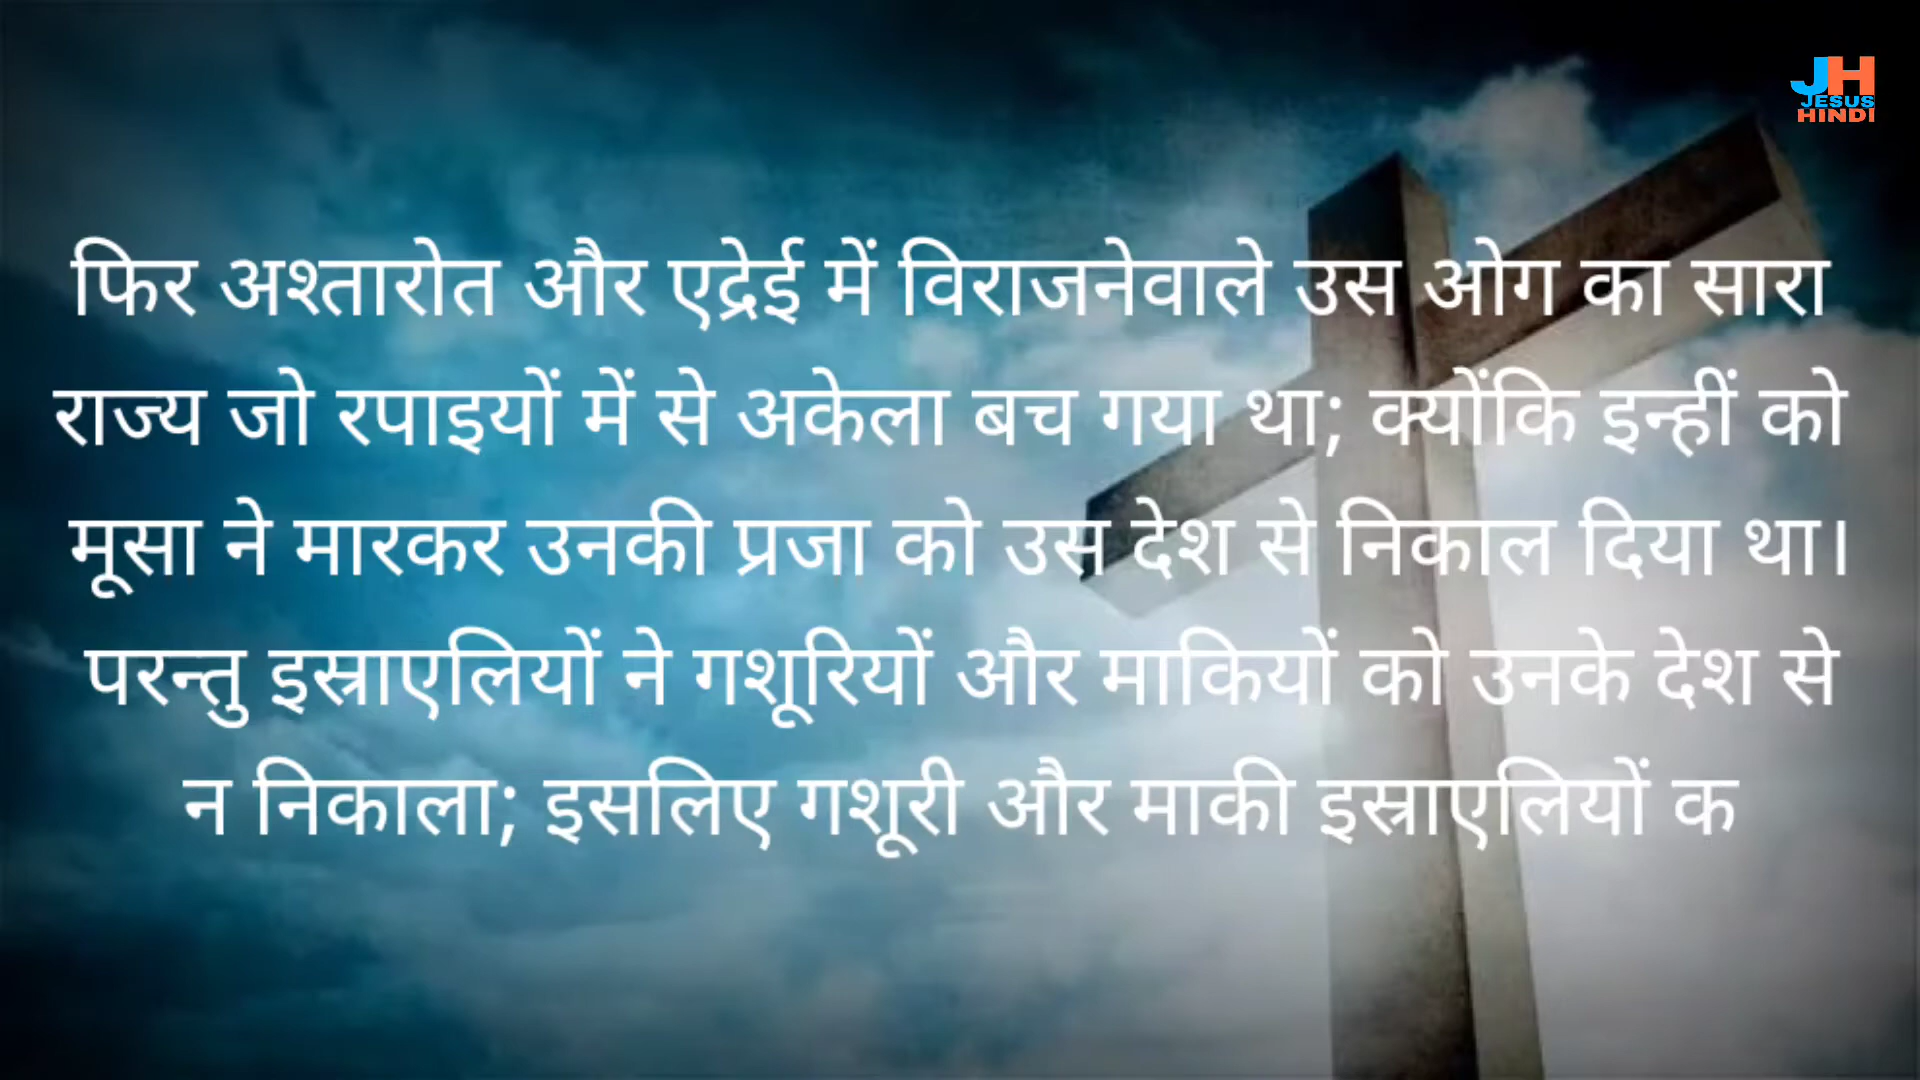 JH
JESUS
HINDI
फिर अश्तारोत और एद्रेई में विराजनेवाले उस ओग का सारा
राज्य जो रपाइयों में से अकेला बच गया था; क्योंकि इन्हीं को
मूसा ने मारकर उनकी प्रजा को उस देश से निकाल दिया था।
परन्तु इस्राएलियों ने गशूरियों और माकियों को उनके देश से
न निकाला; इसलिए गशूरी और माकी इस्राएलियों क